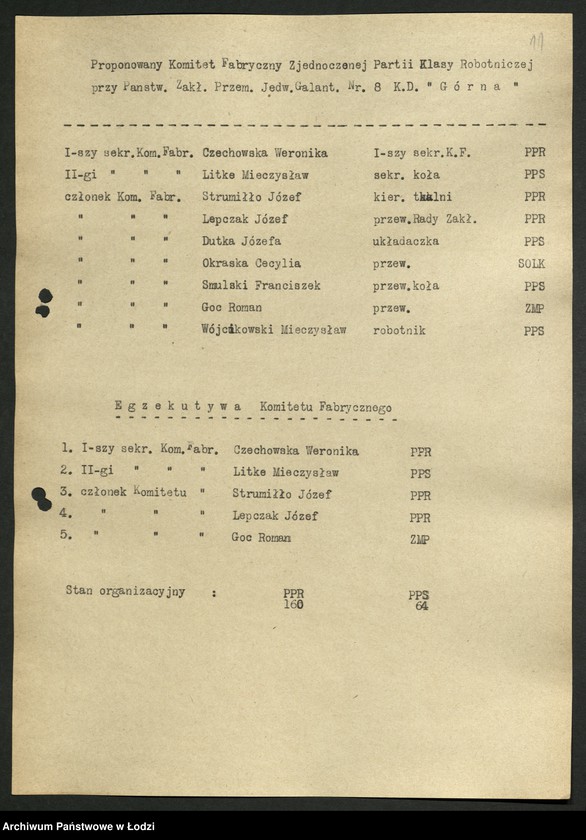 11
Proponowany Komitet Fabryczny Zjednoczenej Partii Klasy Robotniczej
przy Panstw. Zakł. Przem. Jedw.Galant. Nr. 8 K.D. " G ó r n a "
I-szy sekr.Kom.Fabr. Czechowska Weronika I-szy sekr.K.F. PPR
II-gi " " " Litke Mieczysław sekr. koła PPS
członek Kom. Fabr. Strumiłło Józef kier. tkalni PPR
" " " Lepczak Józef przew.Rady Zakł. PPR
" " " Dutka Józefa układaczka PPS
" " " Okraska Cecylia przew. SOLK
" " " Smulski Franciszek przew.koła PPS
" " " Goc Roman przew. ZMP
" " " Wójcikowski Mieczysław robotnik PPS
E g z e k u t y w a Komitetu Fabrycznego
1. I-szy sekr. Kom.Fabr. Czechowska Weronika PPR
2. II-gi " " " Litke Mieczysław PPS
3. członek Komitetu " Strumiłło Józef PPR
4. " " " Lepczak Józef PPR
5. " " " Goc Roman ZMP
Stan organizacyjny : PPR PPS
160 64
Archiwum Państwowe w Łodzi